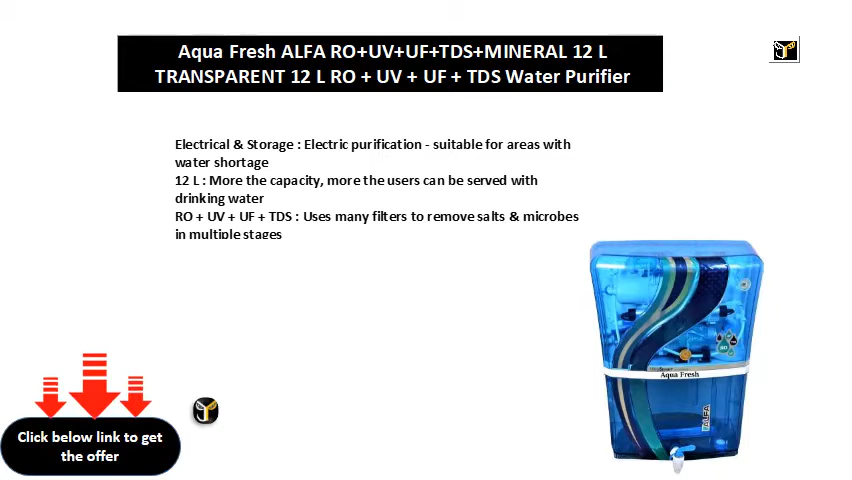 Aqua Fresh ALFA RO+UV+UF+TDS+MINERAL 12 L
TRANSPARENT 12 L RO + UV + UF + TDS Water Purifier
Electrical & Storage : Electric purification - suitable for areas with
water shortage
12 L : More the capacity, more the users can be served with
drinking water
RO + UV + UF + TDS : Uses many filters to remove salts & microbes
in multiple stages
RO
Aqua Fresh
ALFA
Click below link to get
the offer